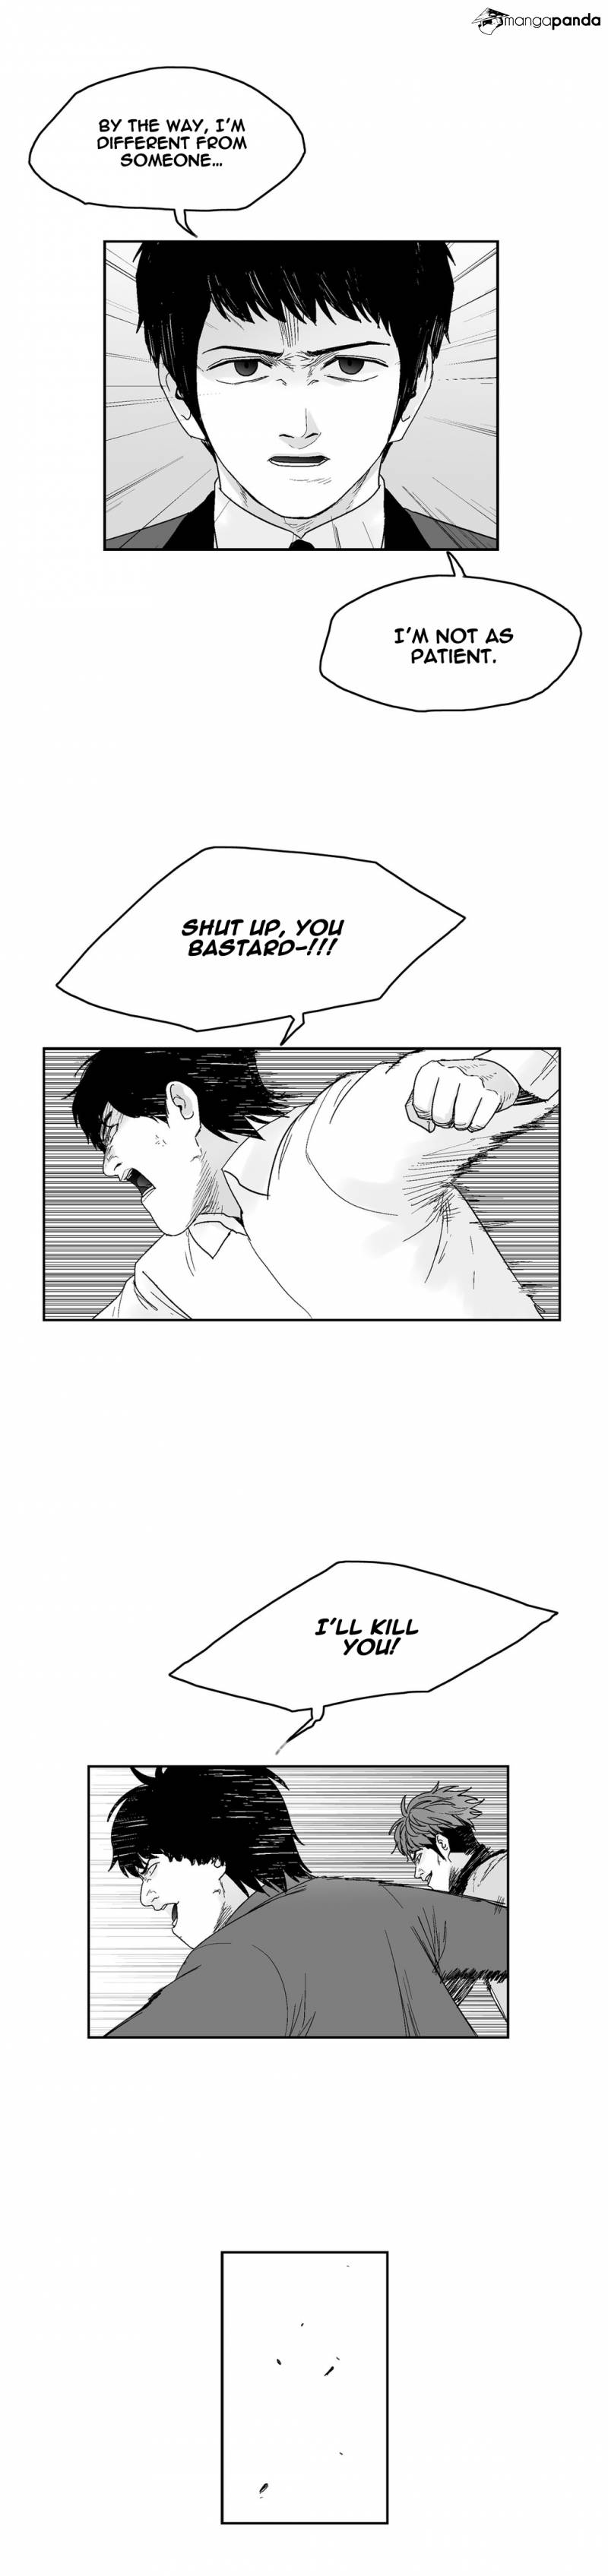 mangapanda
BY THE WAY, I'M
DIFFERENT FROM
SOMEONE...
I'M NOT AS
PATIENT.
SHUT UP, YOU
BASTARD-!!!
I'LL KILL
YOU!